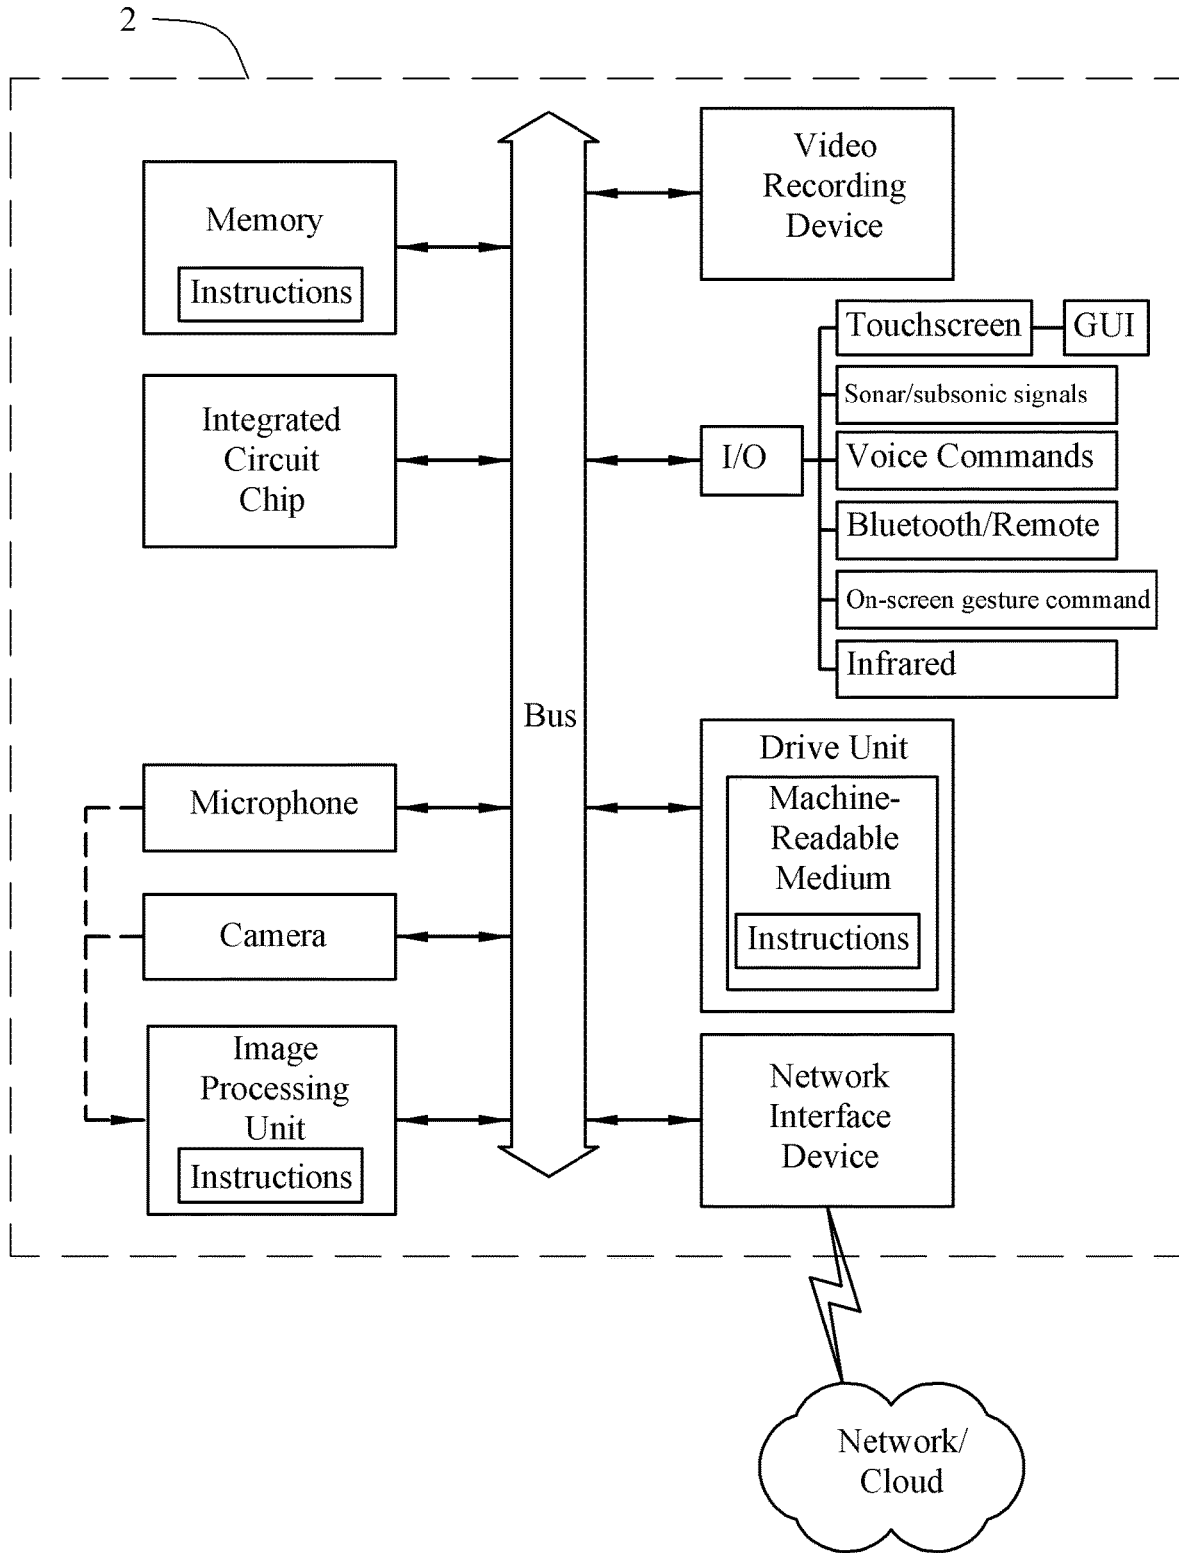 2
Memory
Instructions
Integrated
Circuit
Chip
Microphone
Camera
Image
Processing
Unit
Instructions
Bus
Video
Recording
Device
I/O
Touchscreen
GUI
Sonar/subsonic signals
Voice Commands
Bluetooth/Remote
On-screen gesture command
Infrared
Drive Unit
Machine-
Readable
Medium
Instructions
Network
Interface
Device
Network/
Cloud